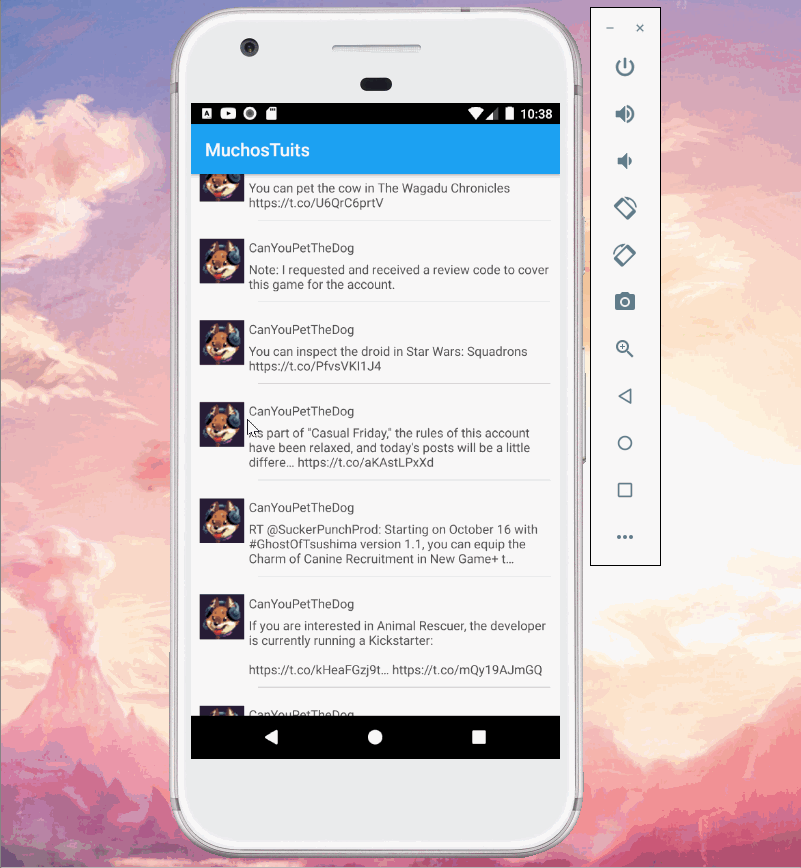 10:38
MuchosTuits
You can pet the cow in The Wagadu Chronicles
https://t.co/U6QrC6prtV
CanYouPetTheDog
Note: I requested and received a review code to cover
this game for the account.
CanYouPetTheDog
You can inspect the droid in Star Wars: Squadrons
https://t.co/PfvsVKI1J4
CanYouPetTheDog
As part of "Casual Friday," the rules of this account
have been relaxed, and today's posts will be a little
differe... https://t.co/aKAstLPxXd
CanYouPetTheDog
RT @SuckerPunchProd: Starting on October 16 with
#GhostOfTsushima version 1.1, you can equip the
Charm of Canine Recruitment in New Game+ t...
CanYouPetTheDog
If you are interested in Animal Rescuer, the developer
is currently running a Kickstarter:
https://t.co/kHeaFGzj9t... https://t.co/mQy19AJmGQ
CanYouPetTheDog